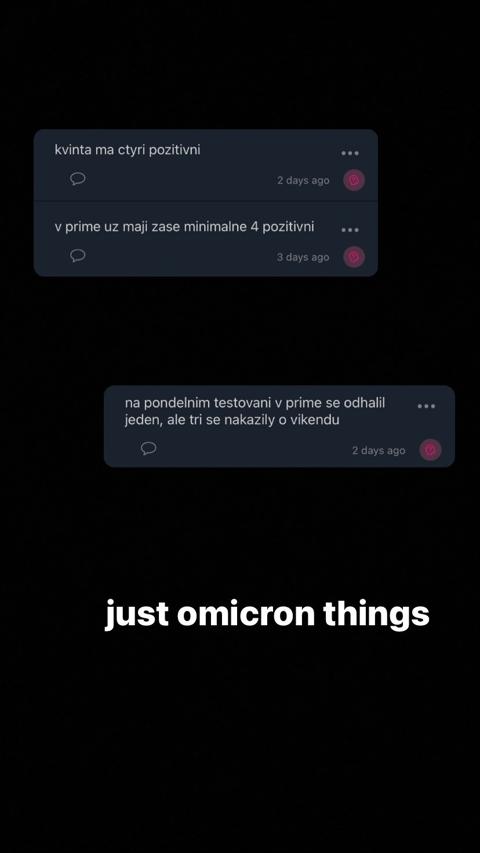 kvinta ma ctyri pozitivni
2 days ago
v prime uz maji zase minimalne 4 pozitivni
3 days ago
na pondelnim testovani v prime se odhalil
jeden, ale tri se nakazily o vikendu
2 days ago
just omicron things